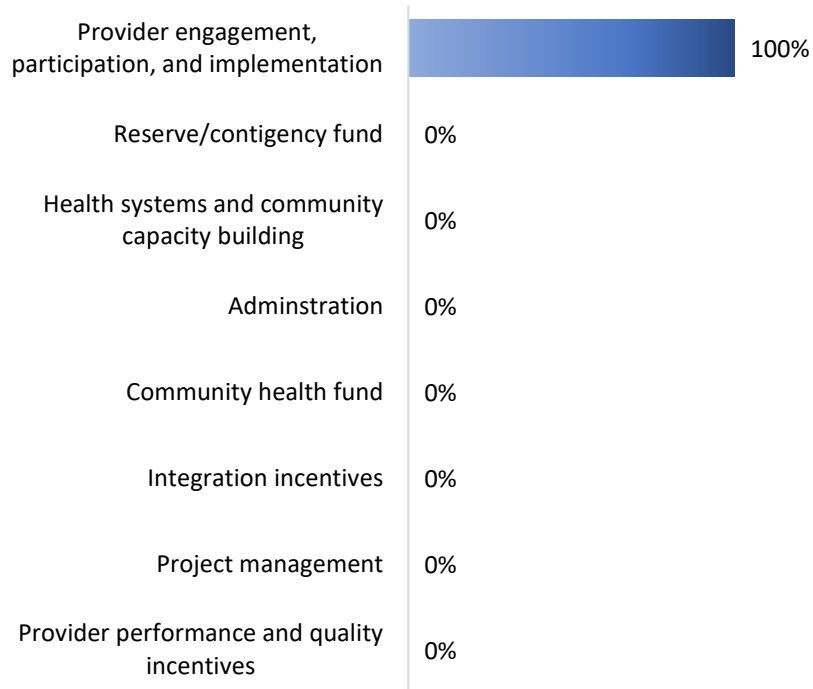 Provider engagement,
participation, and implementation
100%
Reserve/contigency fund
0%
Health systems and community
capacity building
0%
Adminstration
0%
Community health fund
0%
Integration incentives
0%
Project management
0%
Provider performance and quality
incentives
0%